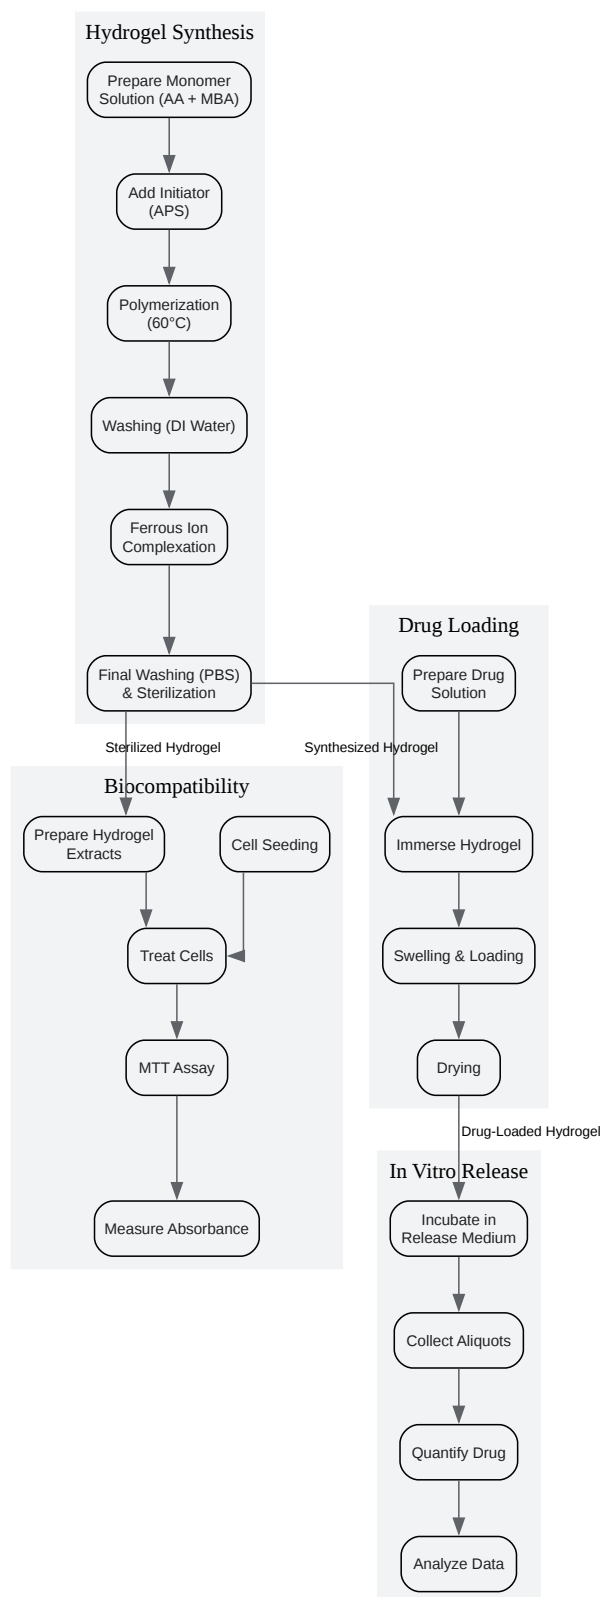 Hydrogel Synthesis
Prepare Monomer
Solution (AA + MBA)
Add Initiator
(APS)
Polymerization
(60°C)
Washing (DI Water)
Ferrous Ion
Complexation
Final Washing (PBS)
& Sterilization
Drug Loading
Prepare Drug
Solution
Sterilized Hydrogel
Synthesized Hydrogel
Biocompatibility
Prepare Hydrogel
Extracts
Cell Seeding
Immerse Hydrogel
Treat Cells
Swelling & Loading
MTT Assay
Drying
Drug-Loaded Hydrogel
In Vitro Release
Measure Absorbance
Incubate in
Release Medium
Collect Aliquots
Quantify Drug
Analyze Data